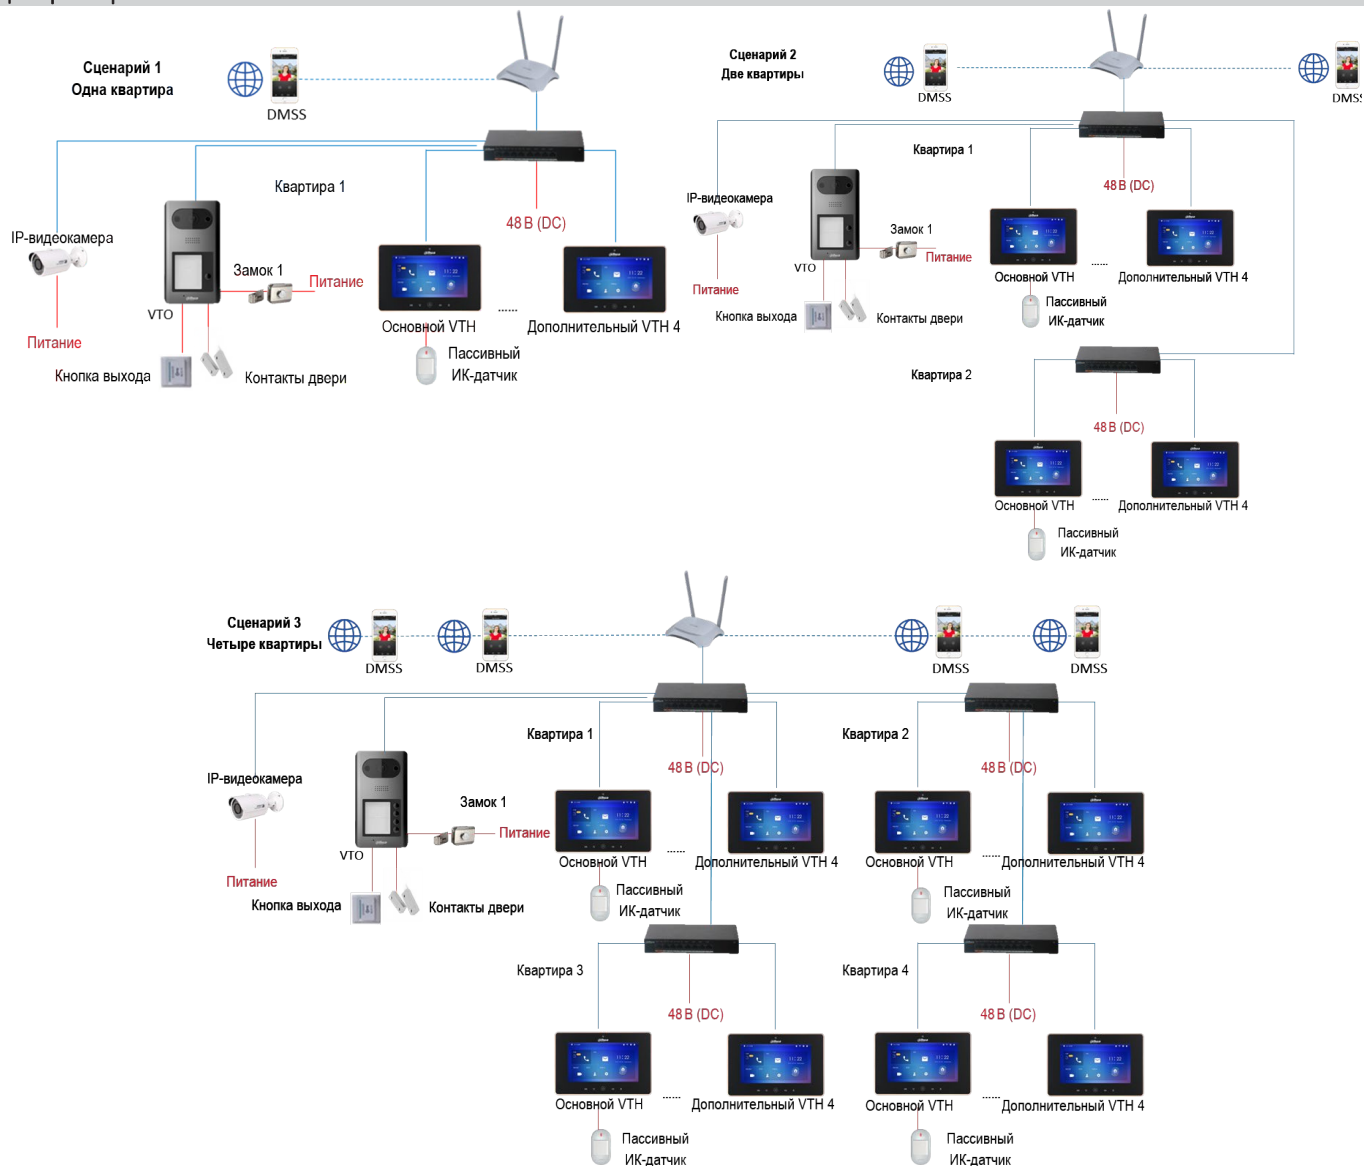 Сценарий 1
Одна квартира
DMSS
Квартира 1
48 В (DC)
IP-видеокамера
Замок 1
Питание
VTO
Питание
Основной VTH
......
Дополнительный VTH 4
Кнопка выхода
Контакты двери
Пассивный
ИК-датчик
Сценарий 2
Две квартиры
DMSS
DMSS
Квартира 1
48 В (DC)
IP-видеокамера
Замок 1
Питание
VTO
Питание
Основной VTH
......
Дополнительный VTH 4
Кнопка выхода
Контакты двери
Пассивный
ИК-датчик
Квартира 2
48 В (DC)
Основной VTH
......
Дополнительный VTH 4
Пассивный
ИК-датчик
Сценарий 3
Четыре квартиры
DMSS
DMSS
DMSS
DMSS
Квартира 1
Квартира 2
48 В (DC)
48 В (DC)
IP-видеокамера
Замок 1
Питание
VTO
Питание
Основной VTH
......
Дополнительный VTH 4
Основной VTH
......
Дополнительный VTH 4
Кнопка выхода
Контакты двери
Пассивный
ИК-датчик
Пассивный
ИК-датчик
Квартира 3
Квартира 4
48 В (DC)
48 В (DC)
Основной VTH
......
Дополнительный VTH 4
Основной VTH
......
Дополнительный VTH 4
Пассивный
ИК-датчик
Пассивный
ИК-датчик